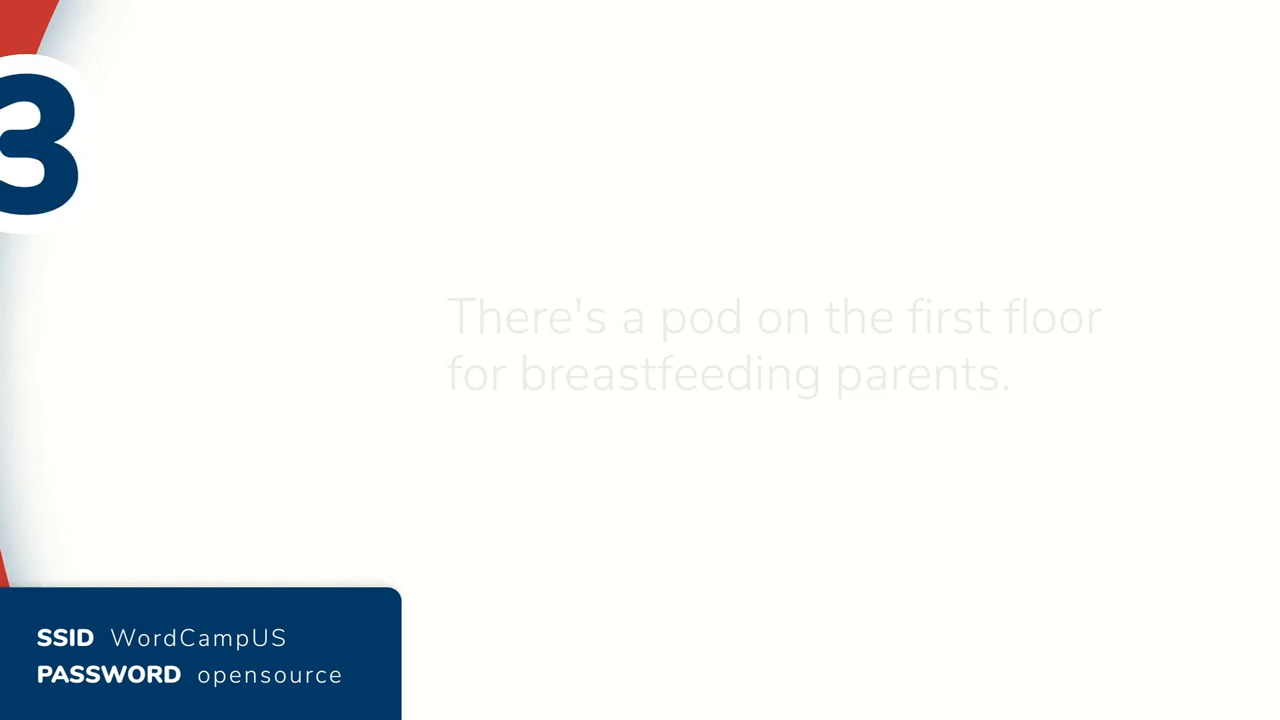 3
There's a pod on the first floor
for breastfeeding parents.
SSID WordCampUS
PASSWORD opensource